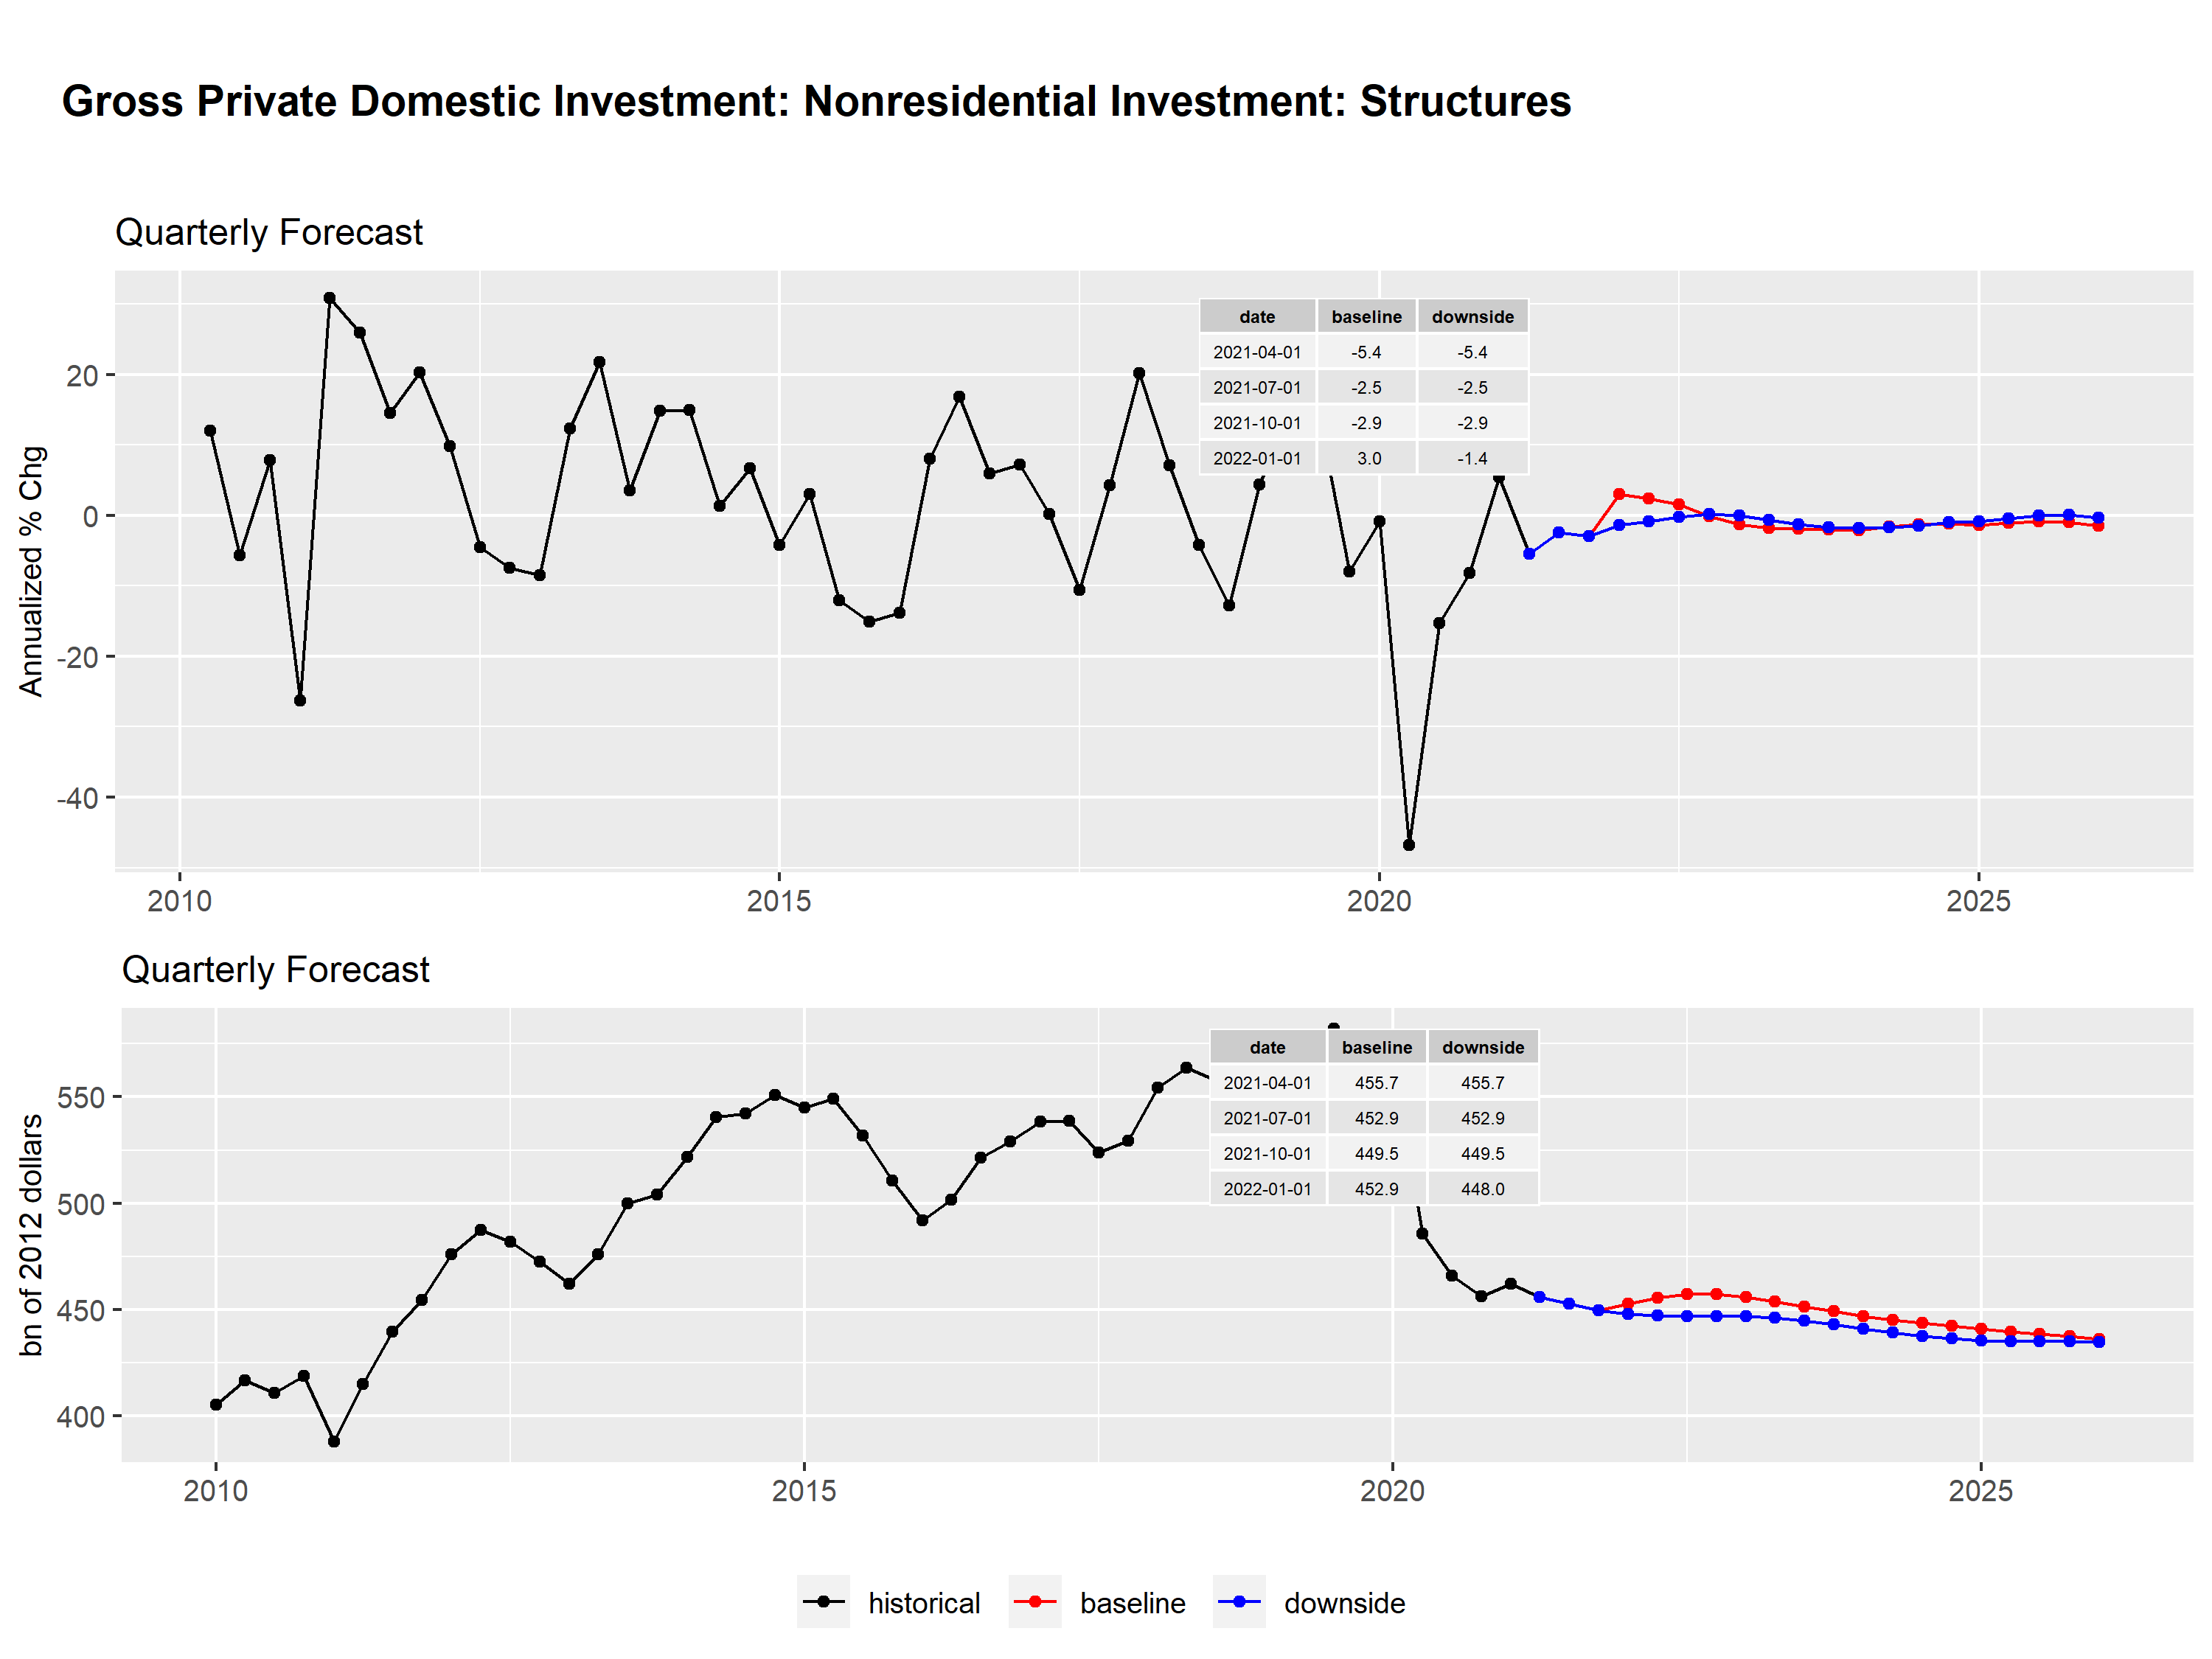 Gross Private Domestic Investment: Nonresidential Investment: Structures
Quarterly Forecast
Annualized % Chg
20
0
-20
-40
date baseline downside
2021-04-01 -5.4 -5.4
2021-07-01 -2.5 -2.5
2021-10-01 -2.9 -2.9
2022-01-01 3.0 -1.4
2010 2015 2020 2025
Quarterly Forecast
bn of 2012 dollars
550
500
450
400
date baseline downside
2021-04-01 455.7 455.7
2021-07-01 452.9 452.9
2021-10-01 449.5 449.5
2022-01-01 452.9 448.0
2010 2015 2020 2025
historical baseline downside